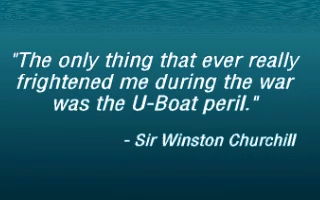 "The only thing that ever really
frightened me during the war
was the U-Boat peril."
- Sir Winston Churchill